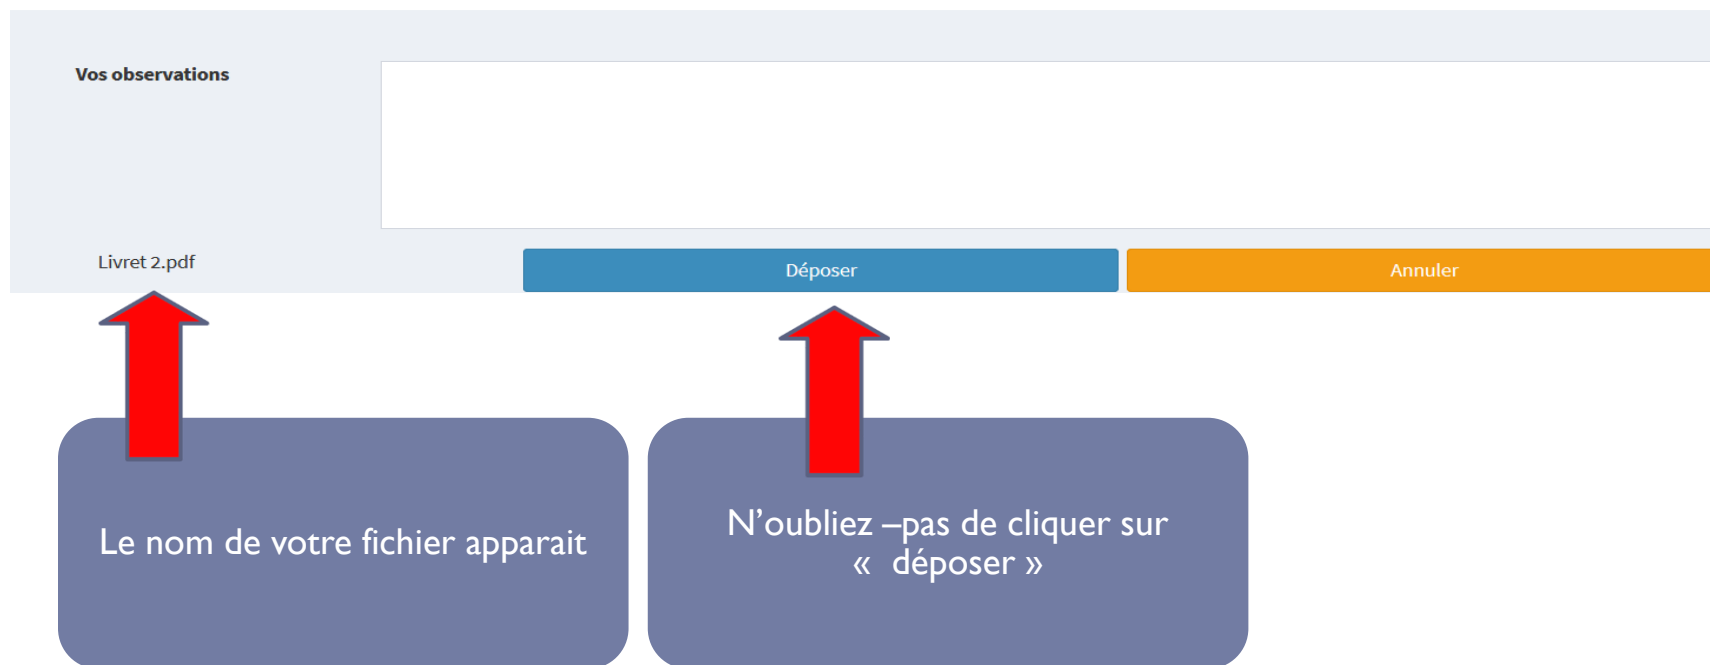 Vos observations
Livret 2.pdf
Déposer
Annuler
Le nom de votre fichier apparait
N’oubliez –pas de cliquer sur
«  déposer »